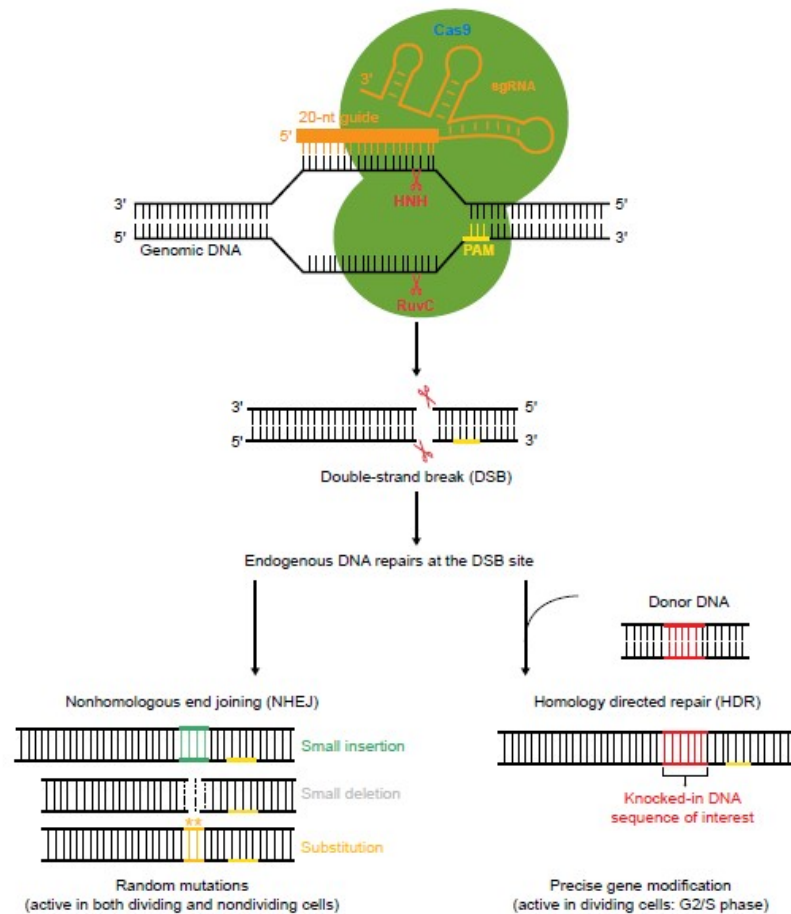 Cas9
3'
sgRNA
20-nt guide
5'
HNH
3'
5'
5'
3'
Genomic DNA
PAM
RuvC
3'
5'
5'
3'
Double-strand break (DSB)
Endogenous DNA repairs at the DSB site
Donor DNA
Nonhomologous end joining (NHEJ)
Small insertion
Small deletion
**
Substitution
Random mutations
(active in both dividing and nondividing cells)
Homology directed repair (HDR)
Knocked-in DNA
sequence of interest
Precise gene modification
(active in dividing cells: G2/S phase)